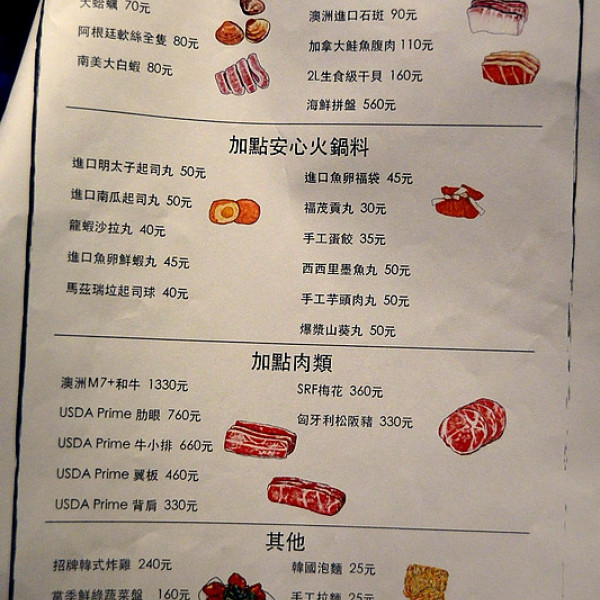 大蛤蠣 70元
阿根廷軟絲全隻 80元
南美大白蝦 80元
澳洲進口石斑 90元
加拿大鮭魚腹肉 110元
2L生食級干貝 160元
海鮮拼盤 560元
加點安心火鍋料
進口明太子起司丸 50元
進口南瓜起司丸 50元
龍蝦沙拉丸 40元
進口魚卵鮮蝦丸 45元
馬茲瑞垃起司球 40元
進口魚卵福袋 45元
福茂貢丸 30元
手工蛋餃 35元
西西里墨魚丸 50元
手工芋頭肉丸 50元
爆漿山葵丸 50元
加點肉類
澳洲M7+和牛 1330元
USDA Prime 肋眼 760元
USDA Prime 牛小排 660元
USDA Prime 翼板 460元
USDA Prime 背肩 330元
SRF梅花 360元
匈牙利松阪豬 330元
其他
招牌韓式炸雞 240元
當季鮮綠蔬菜盤 160元
韓國泡麵 25元
手工拉麵 25元